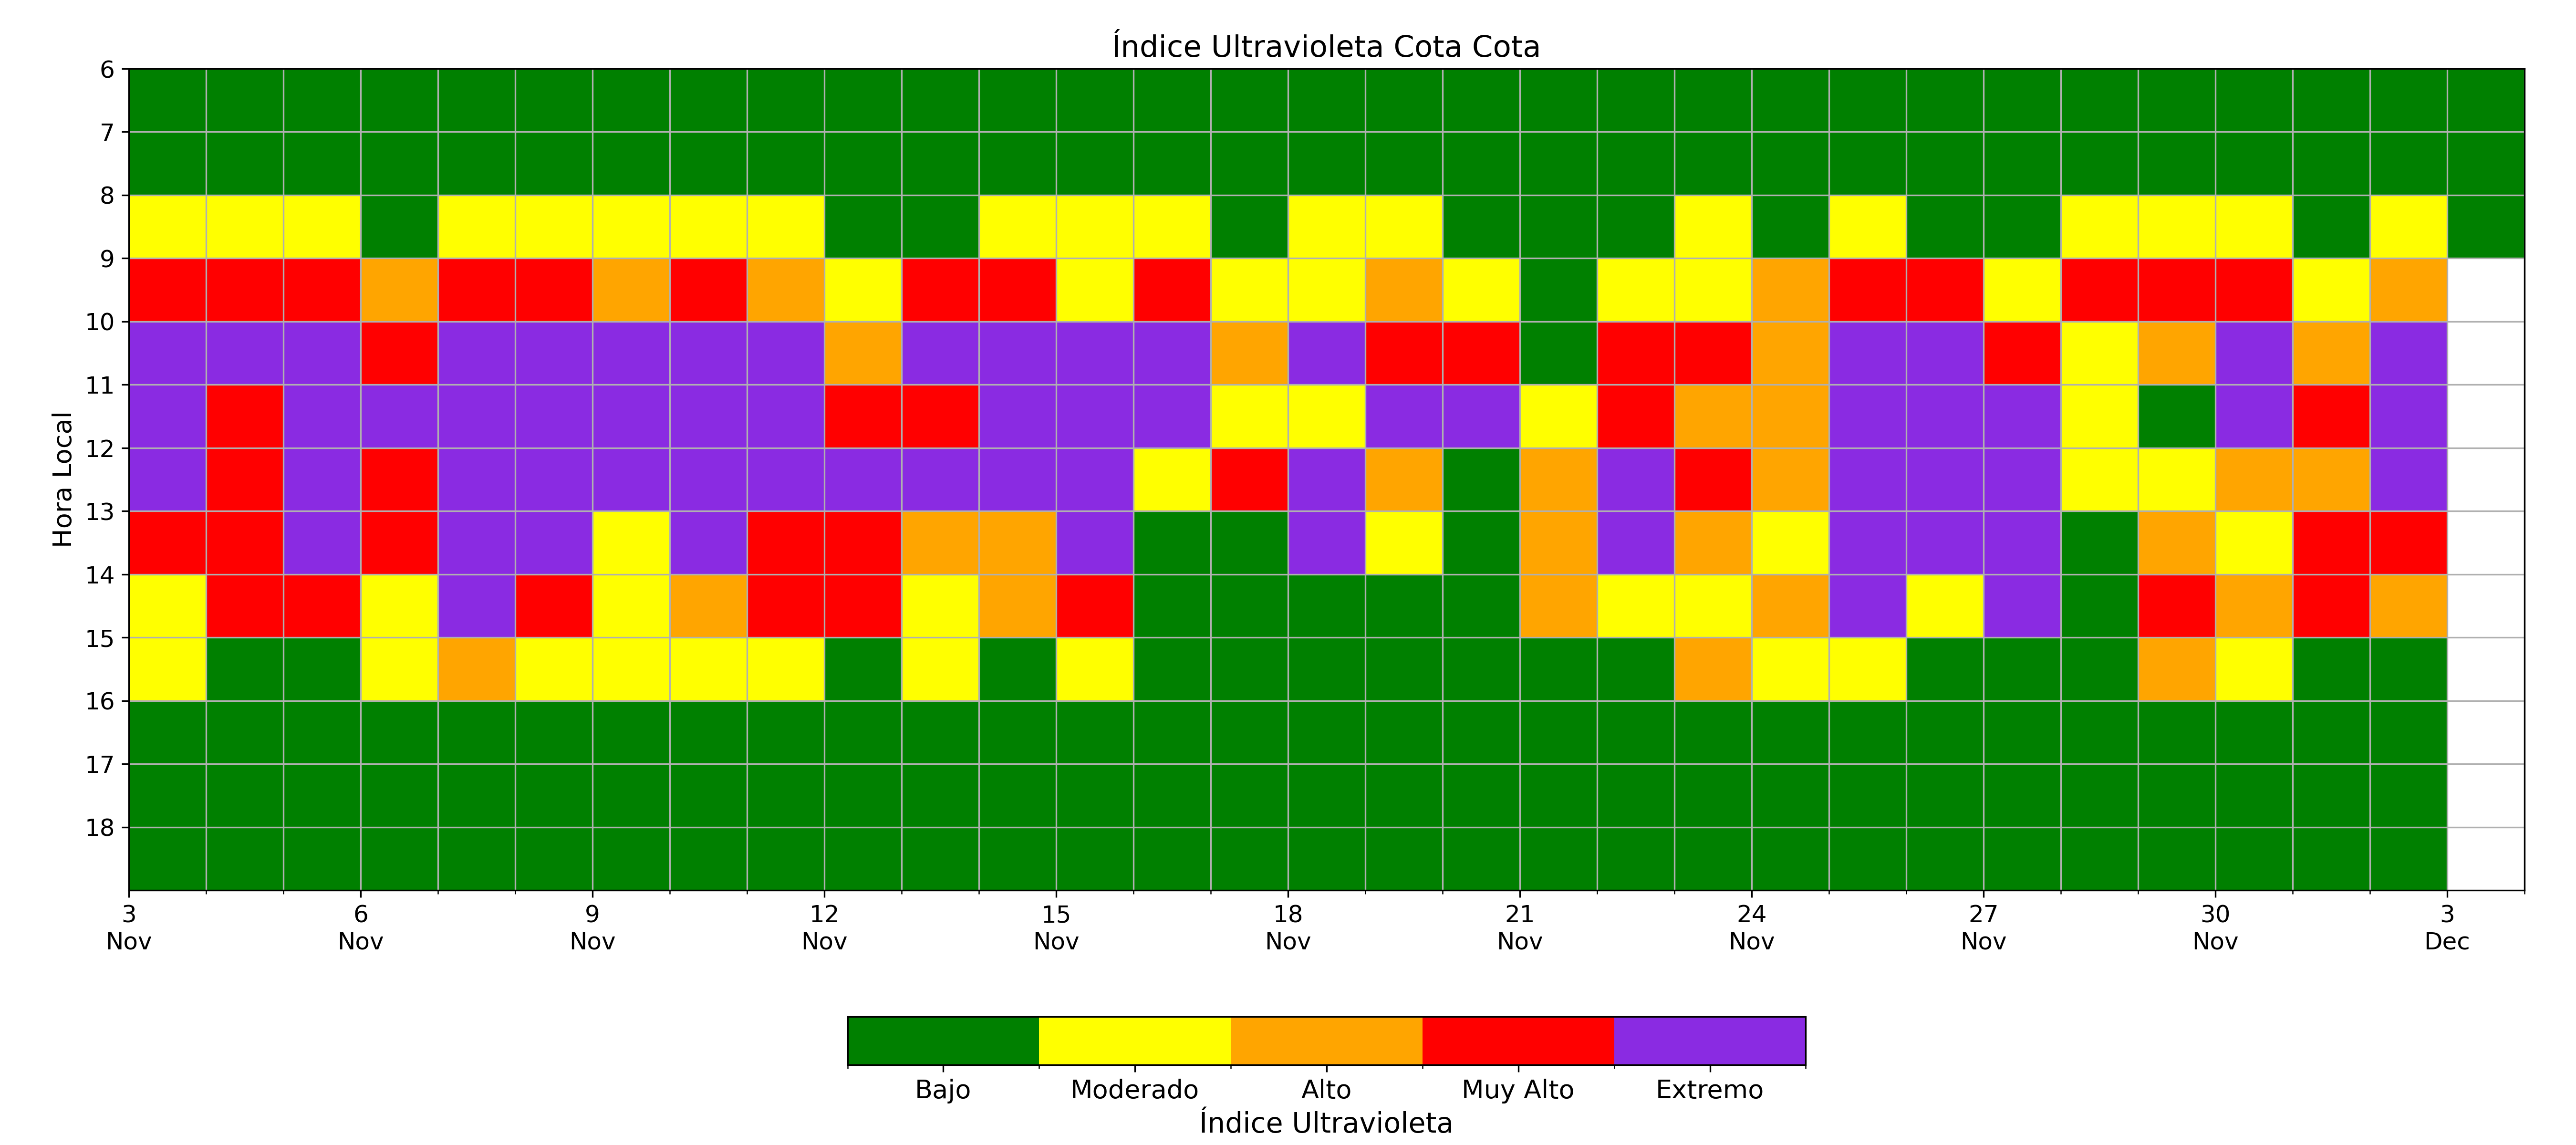 Índice Ultravioleta Cota Cota
Hora Local
6
7
8
9
10
11
12
13
14
15
16
17
18
3 6 9 12 15 18 21 24 27 30 3
Nov Nov Nov Nov Nov Nov Nov Nov Nov Nov Dec
Bajo Moderado Alto Muy Alto Extremo
Índice Ultravioleta